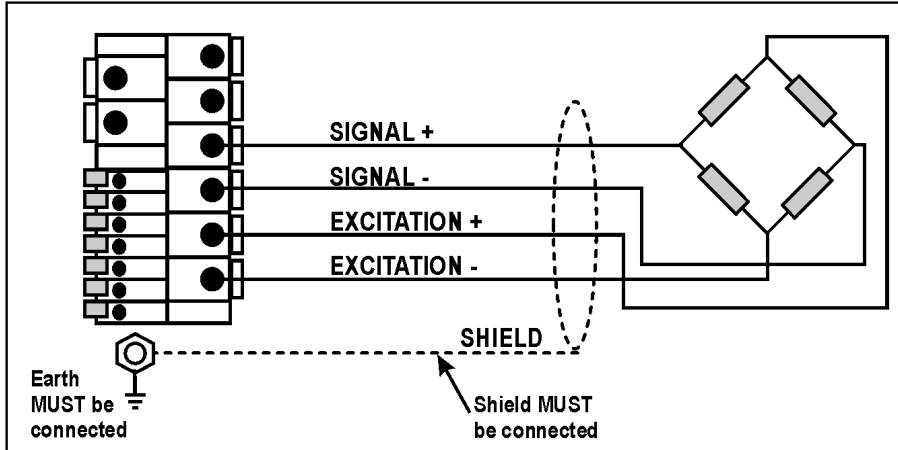 SIGNAL +
SIGNAL -
EXCITATION +
EXCITATION -
SHIELD
Earth
MUST be
connected
Shield MUST
be connected